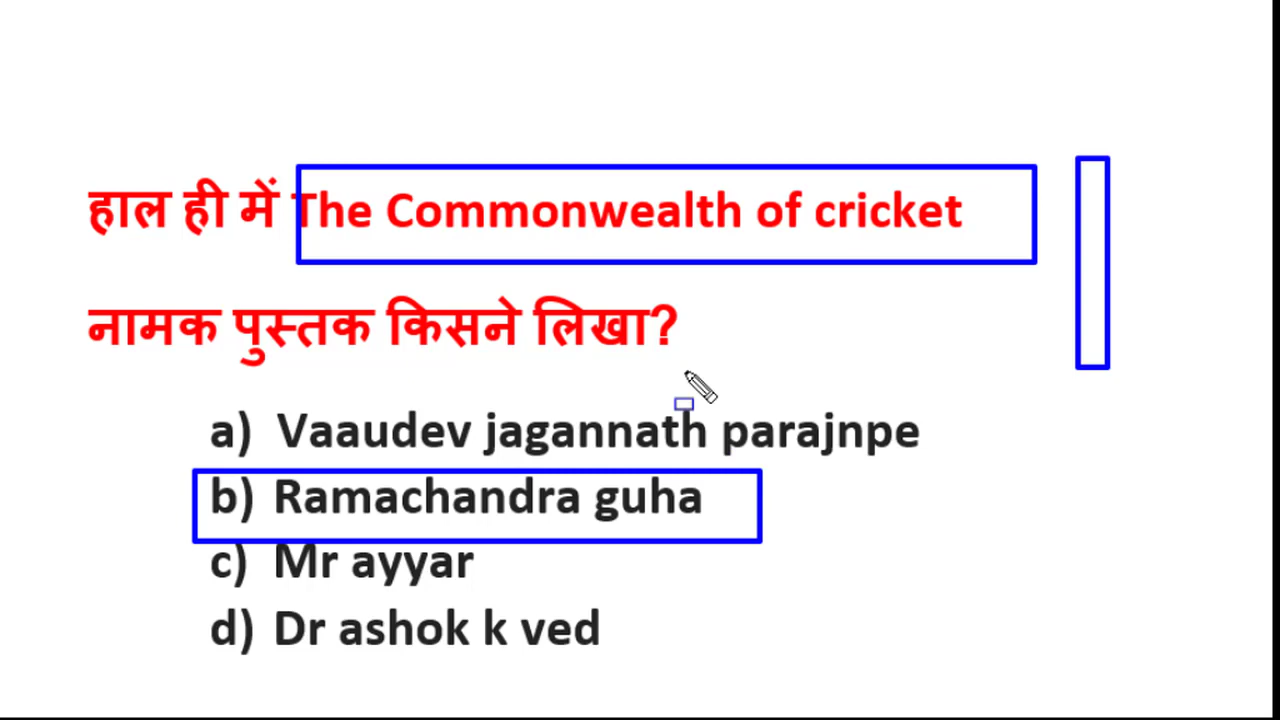 हाल ही में The Commonwealth of cricket
नामक पुस्तक किसने लिखा?
a) Vaaudev jagannath parajnpe
b) Ramachandra guha
c) Mr ayyar
d) Dr ashok k ved